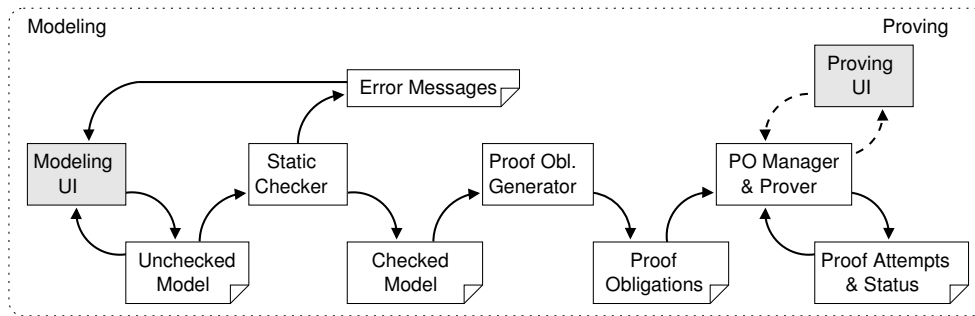 Modeling
Proving
Error Messages
Proving
UI
Modeling
UI
Static
Checker
Proof Obl.
Generator
PO Manager
& Prover
Unchecked
Model
Checked
Model
Proof
Obligations
Proof Attempts
& Status